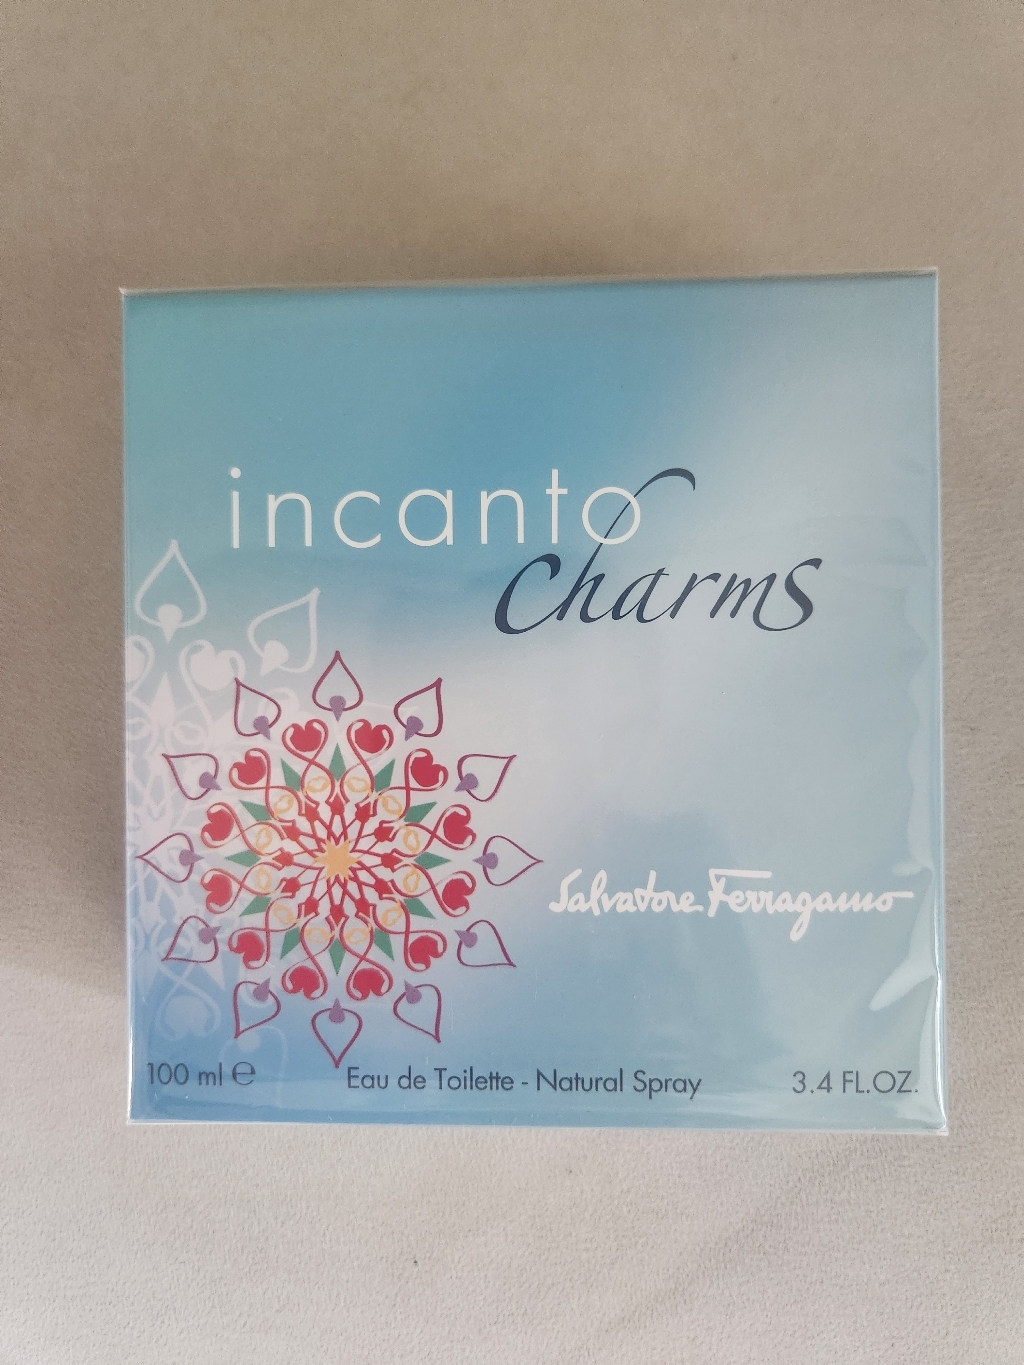 incanto
charms
Salvatore Ferragamo
100 ml ℮ Eau de Toilette - Natural Spray 3.4 FL.OZ.